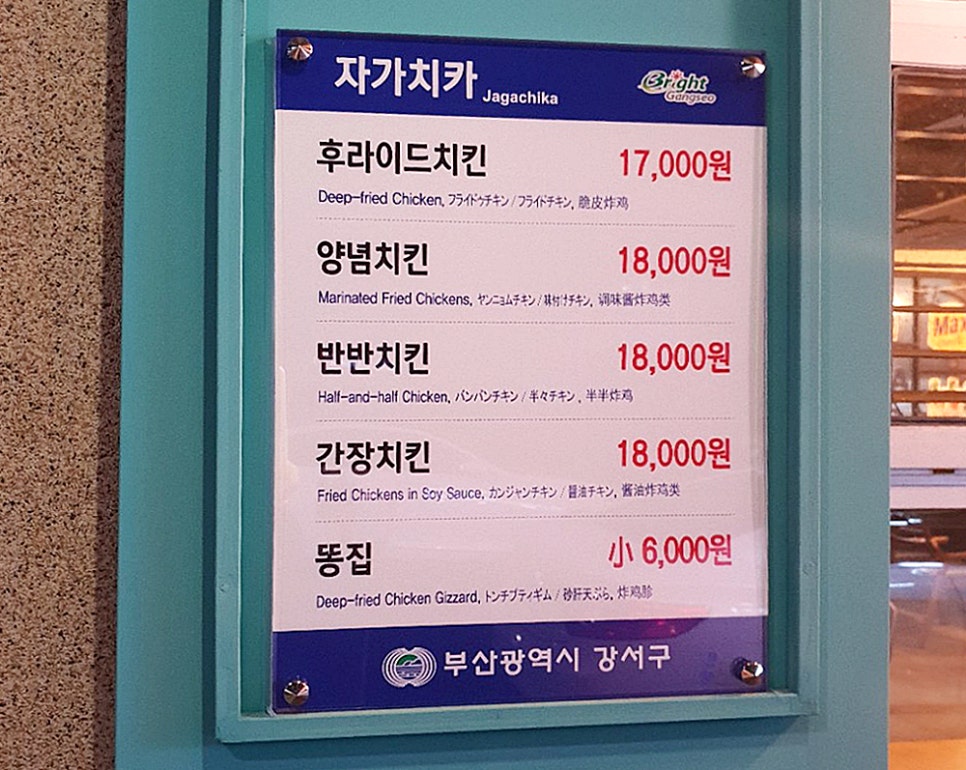 자가치카 Jagachika
Bright Gangseo
후라이드치킨 17,000원
Deep-fried Chicken, フライドゥチキン / フライドチキン, 脆皮炸鸡
양념치킨 18,000원
Marinated Fried Chickens, ヤンニョムチキン / 味付けチキン, 调味酱炸鸡类
반반치킨 18,000원
Half-and-half Chicken, バンバンチキン / 半々チキン, 半半炸鸡
간장치킨 18,000원
Fried Chickens in Soy Sauce, カンジャンチキン / 醤油チキン, 酱油炸鸡类
똥집 小 6,000원
Deep-fried Chicken Gizzard, トンチプティギム / 砂肝天ぷら, 炸鸡胗
부산광역시 강서구
Max